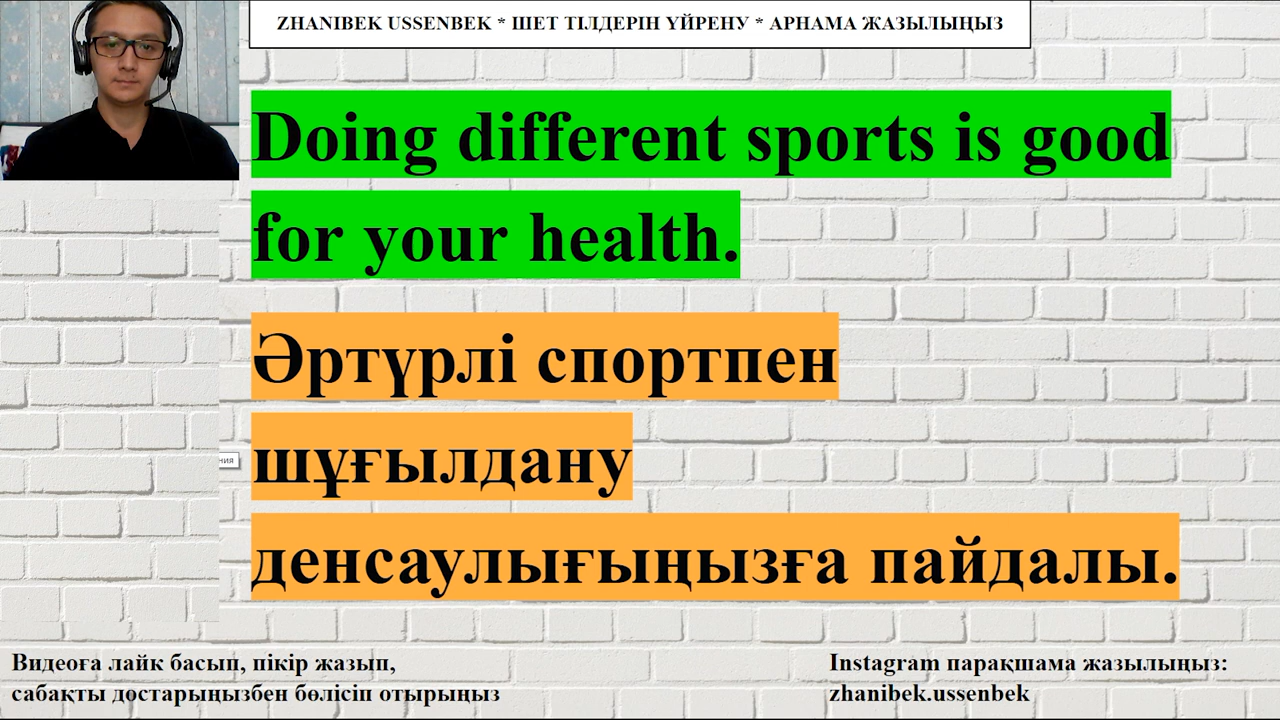 ZHANIBEK USSENBEK * ШЕТ ТІЛДЕРІН ҮЙРЕНУ * АРНАМА ЖАЗЫЛЫҢЫЗ
Doing different sports is good
for your health.
Әртүрлі спортпен
шұғылдану
денсаулығыңызға пайдалы.
Видеоға лайк басып, пікір жазып,
сабақты достарыңызбен бөлісіп отырыңыз
Instagram парақшама жазылыңыз:
zhanibek.ussenbek